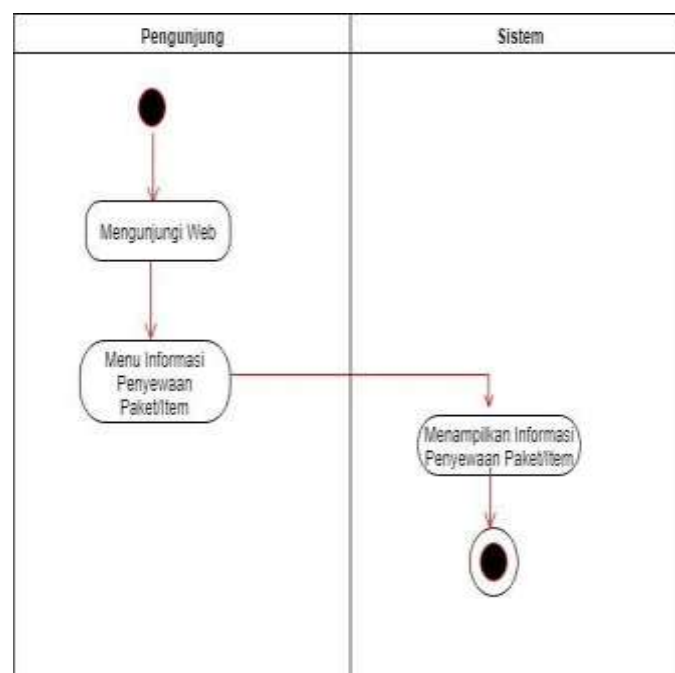 Pengunjung
Sistem
Mengunjungi Web
Menu Informasi
Penyewaan
Paket/Item
Menampilkan Informasi
Penyewaan Paket/Item